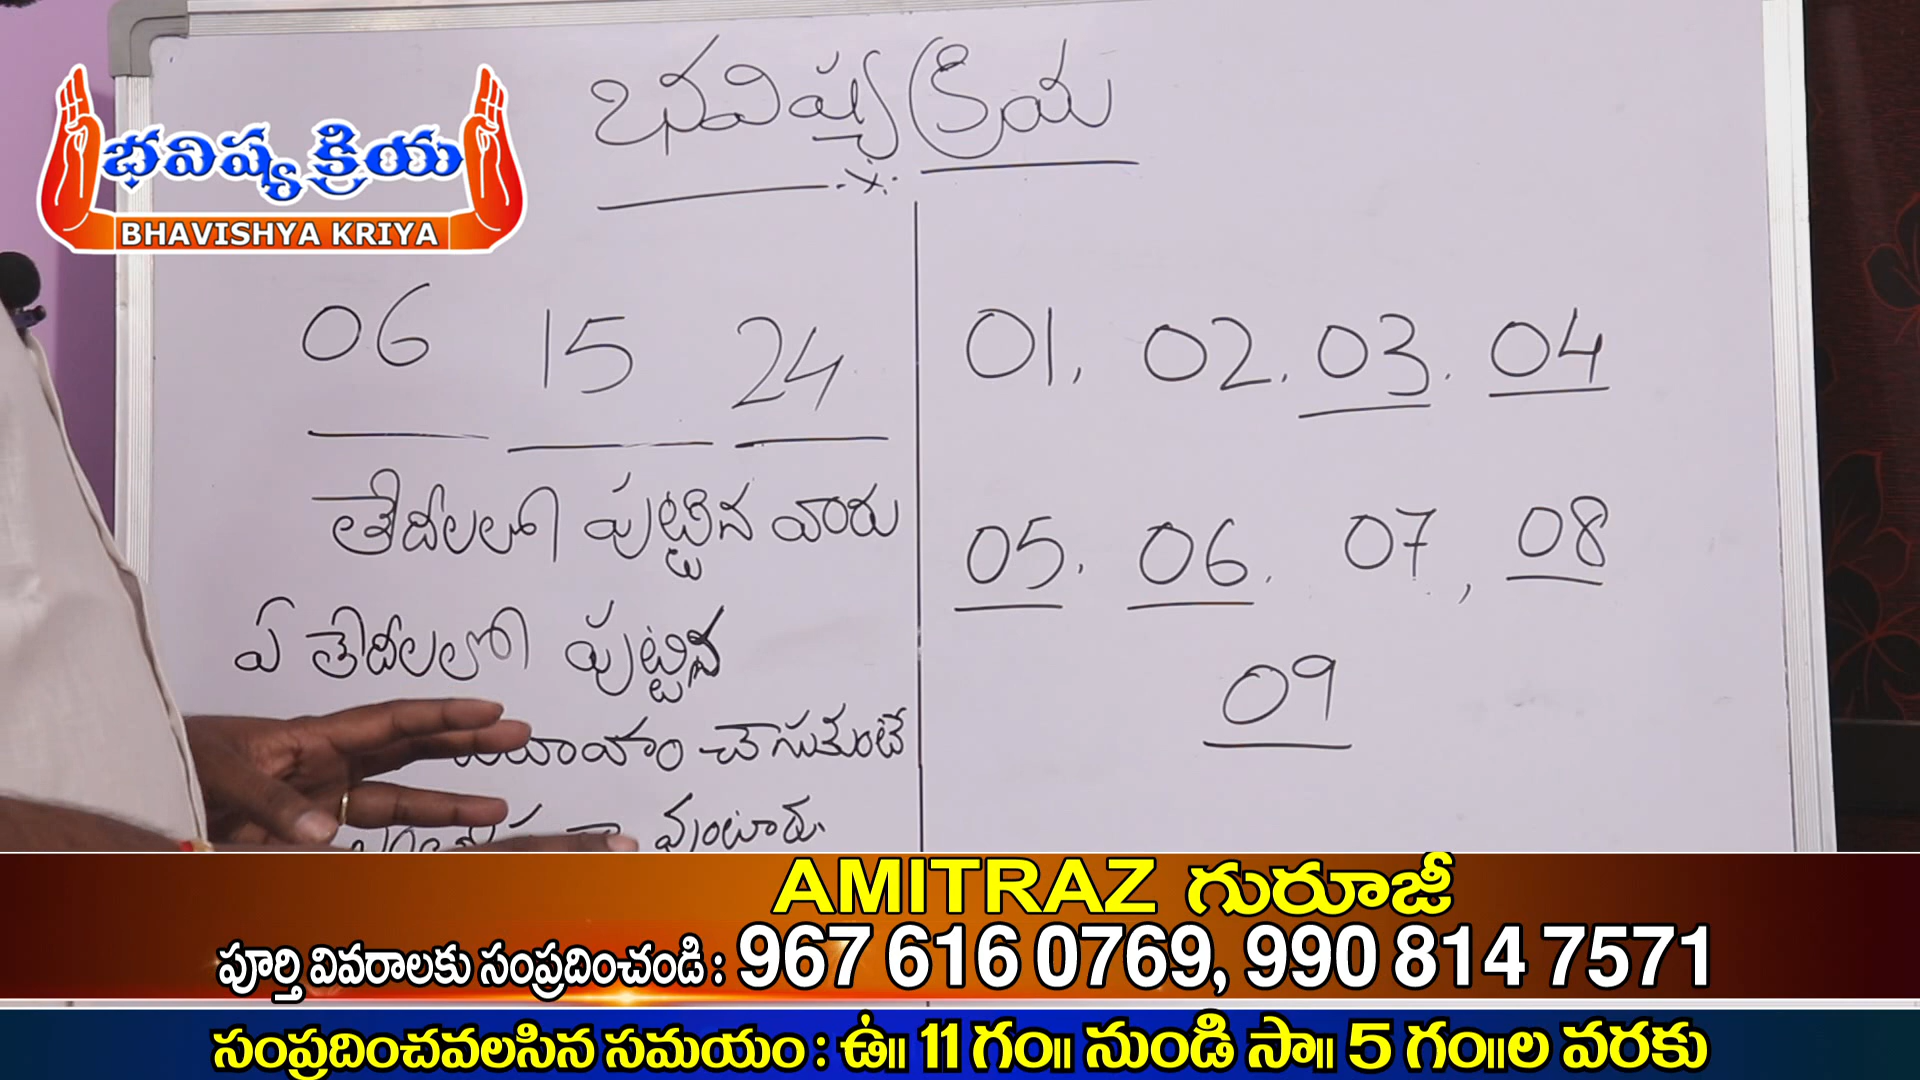 భవిష్య క్రియ
భవిష్య క్రియ
BHAVISHYA KRIYA
06 15 24
తేదీలలో పుట్టిన వారు
ఏ తేదీలలో పుట్టిన
చేసుకుంటే
వుంటారు.
01, 02. 03. 04
05. 06. 07, 08
09
AMITRAZ గురూజీ
పూర్తి వివరాలకు సంప్రదించండి : 967 616 0769, 990 814 7571
సంప్రదించవలసిన సమయం : ఉ॥ 11 గం॥ నుండి సా॥ 5 గం॥ల వరకు